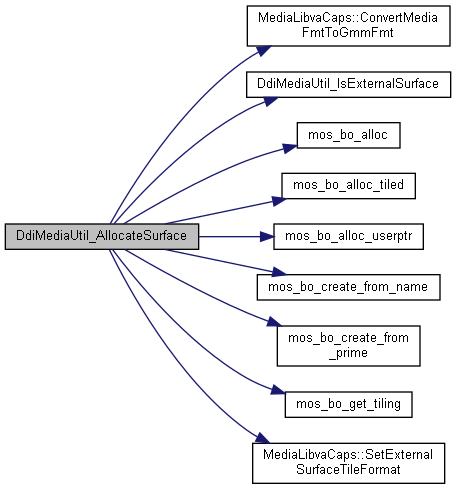 MediaLibvaCaps::ConvertMedia
FmtToGmmFmt
DdiMediaUtil_IsExternalSurface
mos_bo_alloc
mos_bo_alloc_tiled
DdiMediaUtil_AllocateSurface
mos_bo_alloc_userptr
mos_bo_create_from_name
mos_bo_create_from
_prime
mos_bo_get_tiling
MediaLibvaCaps::SetExternal
SurfaceTileFormat